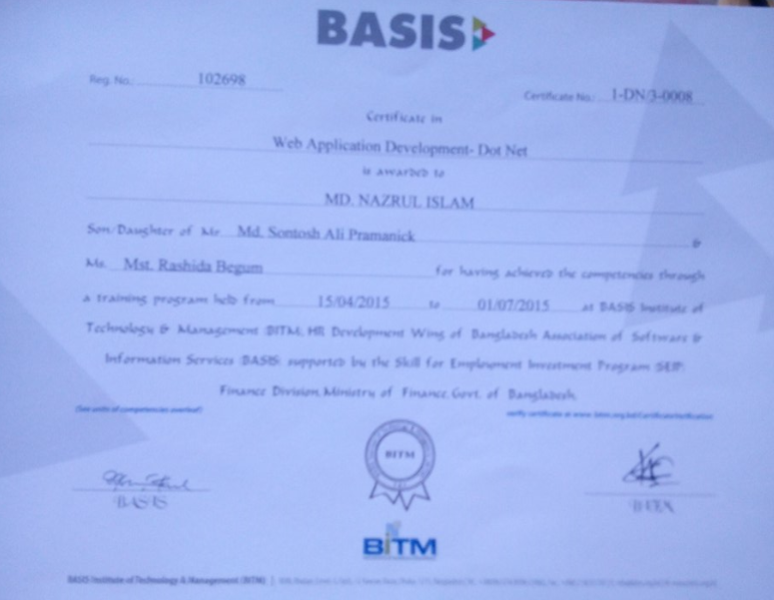 BASIS
Reg. No.: 102698
Certificate No.: 1-DN/3-0008
Certificate in
Web Application Development- Dot Net
is awarded to
MD. NAZRUL ISLAM
Son/Daughter of Mr. Md. Sontosh Ali Pramanick &
Ms. Mst. Rashida Begum for having achieved the competencies through
a training program held from 15/04/2015 to 01/07/2015 at BASIS Institute of
Technology & Management (BITM), HR Development Wing of Bangladesh Association of Software &
Information Services (BASIS) supported by the Skill for Employment Investment Program (SEIP)
Finance Division, Ministry of Finance, Govt. of Bangladesh.
(See units of competencies overleaf)
verify certificate at www.bitm.org.bd/certificateverification
BITM
BASIS
BITM
BITM
BASIS Institute of Technology & Management (BITM)